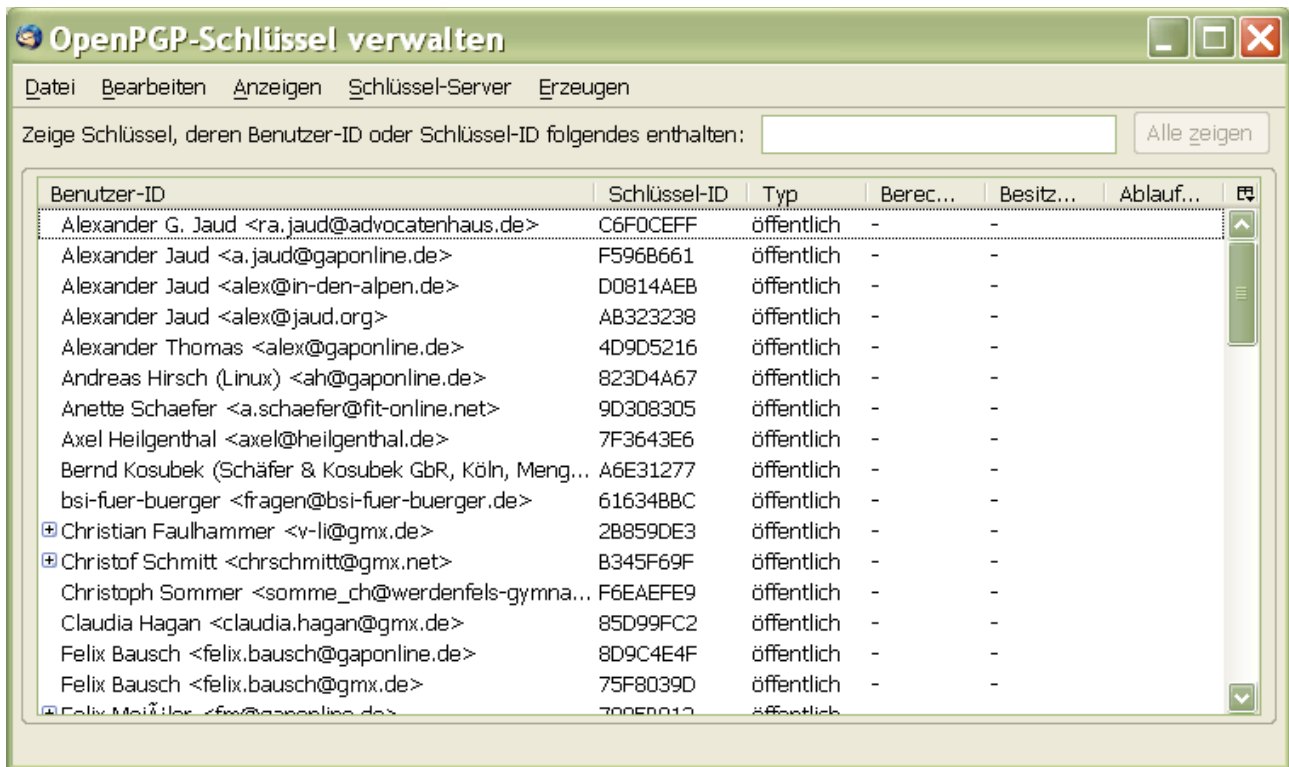 OpenPGP-Schlüssel verwalten
Datei Bearbeiten Anzeigen Schlüssel-Server Erzeugen
Zeige Schlüssel, deren Benutzer-ID oder Schlüssel-ID folgendes enthalten: Alle zeigen
Benutzer-ID Schlüssel-ID Typ Berec... Besitz... Ablauf...
Alexander G. Jaud <ra.jaud@advocatenhaus.de> C6F0CEFF öffentlich - -
Alexander Jaud <a.jaud@gaponline.de> F596B661 öffentlich - -
Alexander Jaud <alex@in-den-alpen.de> D0814AEB öffentlich - -
Alexander Jaud <alex@jaud.org> AB323238 öffentlich - -
Alexander Thomas <alex@gaponline.de> 4D9D5216 öffentlich - -
Andreas Hirsch (Linux) <ah@gaponline.de> 823D4A67 öffentlich - -
Anette Schaefer <a.schaefer@fit-online.net> 9D308305 öffentlich - -
Axel Heilgenthal <axel@heilgenthal.de> 7F3643E6 öffentlich - -
Bernd Kosubek (Schäfer & Kosubek GbR, Köln, Meng... A6E31277 öffentlich - -
bsi-fuer-buerger <fragen@bsi-fuer-buerger.de> 61634BBC öffentlich - -
Christian Faulhammer <v-li@gmx.de> 2B859DE3 öffentlich - -
Christof Schmitt <chrschmitt@gmx.net> B345F69F öffentlich - -
Christoph Sommer <somme_ch@werdenfels-gymna... F6EAEFE9 öffentlich - -
Claudia Hagan <claudia.hagan@gmx.de> 85D99FC2 öffentlich - -
Felix Bausch <felix.bausch@gaponline.de> 8D9C4E4F öffentlich - -
Felix Bausch <felix.bausch@gmx.de> 75F8039D öffentlich - -
Felix <fm@gaponline.de> öffentlich